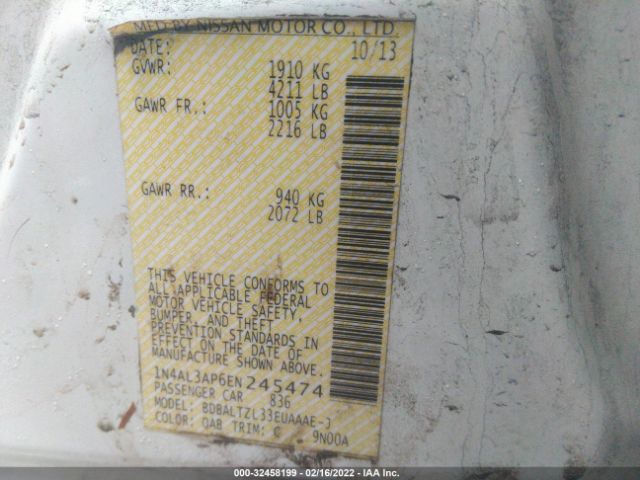 MFD BY NISSAN MOTOR CO., LTD.
DATE: 10/13
GVWR: 1910 KG
4211 LB
GAWR FR.: 1005 KG
2216 LB
GAWR RR.: 940 KG
2072 LB
THIS VEHICLE CONFORMS TO
ALL APPLICABLE FEDERAL
MOTOR VEHICLE SAFETY,
BUMPER, AND THEFT
PREVENTION STANDARDS IN
EFFECT ON THE DATE OF
MANUFACTURE SHOWN ABOVE.
1N4AL3AP6EN245474
PASSENGER CAR 836
MODEL: BDBALTZL33EUAAAE-J
COLOR: QAB TRIM: C 9N00A
000-32458199 - 02/16/2022 - IAA Inc.